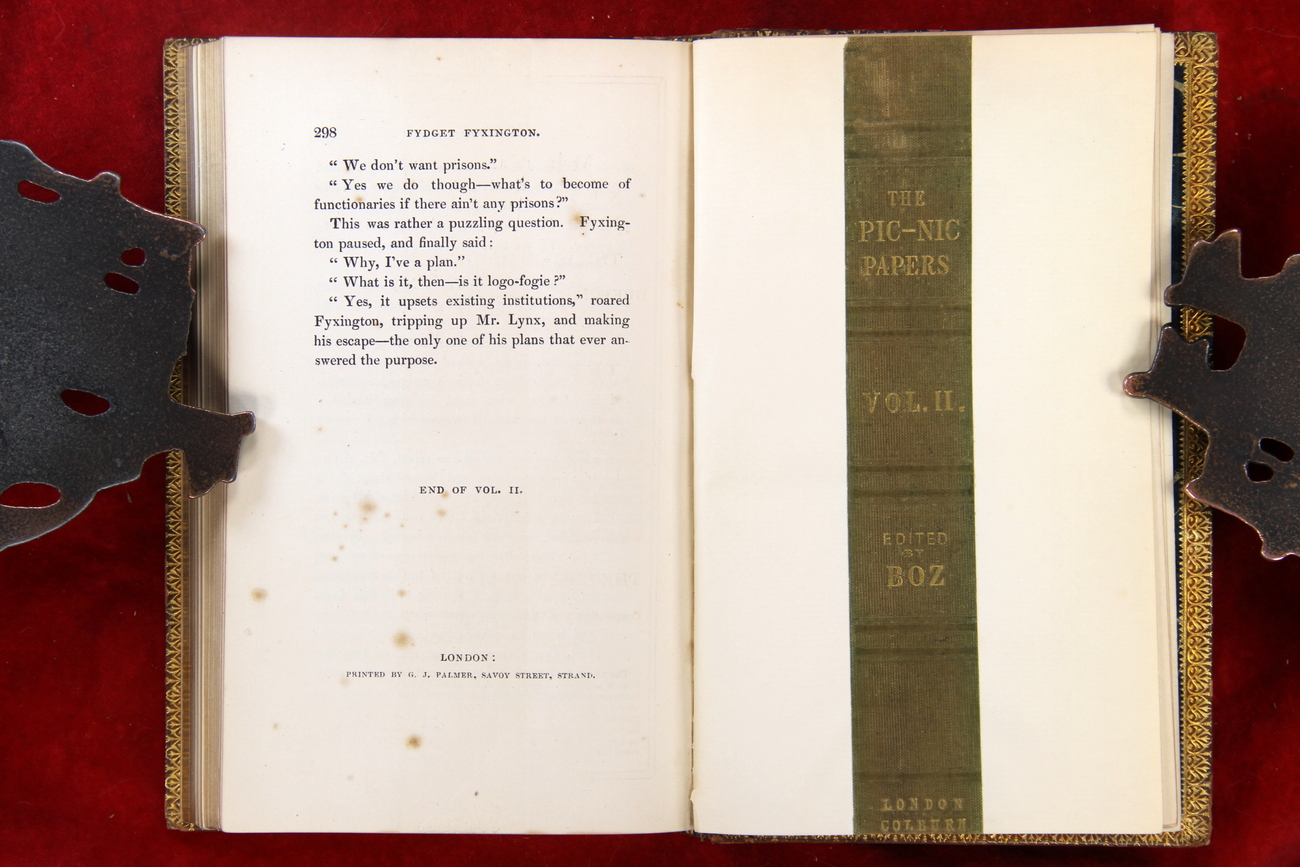 298 FYDGET FYXINGTON.
“ We don't want prisons.”
“ Yes we do though—what's to become of
functionaries if there ain't any prisons?”
This was rather a puzzling question. Fyxing-
ton paused, and finally said:
“ Why, I've a plan.”
“ What is it, then—is it logo-fogie?”
“ Yes, it upsets existing institutions,” roared
Fyxington, tripping up Mr. Lynx, and making
his escape—the only one of his plans that ever an-
swered the purpose.
END OF VOL. II.
LONDON:
PRINTED BY G. J. PALMER, SAVOY STREET, STRAND.
THE
PIC-NIC
PAPERS
VOL. II.
EDITED
BY
BOZ
LONDON
COLBURN